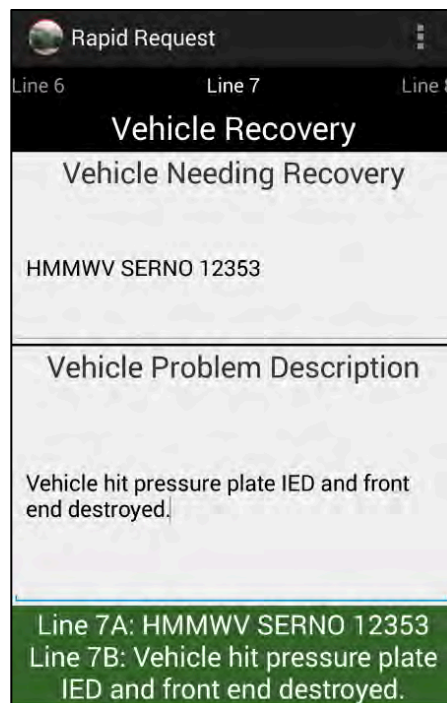 Rapid Request
Line 6 Line 7 Line 8
Vehicle Recovery
Vehicle Needing Recovery
HMMWV SERNO 12353
Vehicle Problem Description
Vehicle hit pressure plate IED and front
end destroyed.
Line 7A: HMMWV SERNO 12353
Line 7B: Vehicle hit pressure plate
IED and front end destroyed.